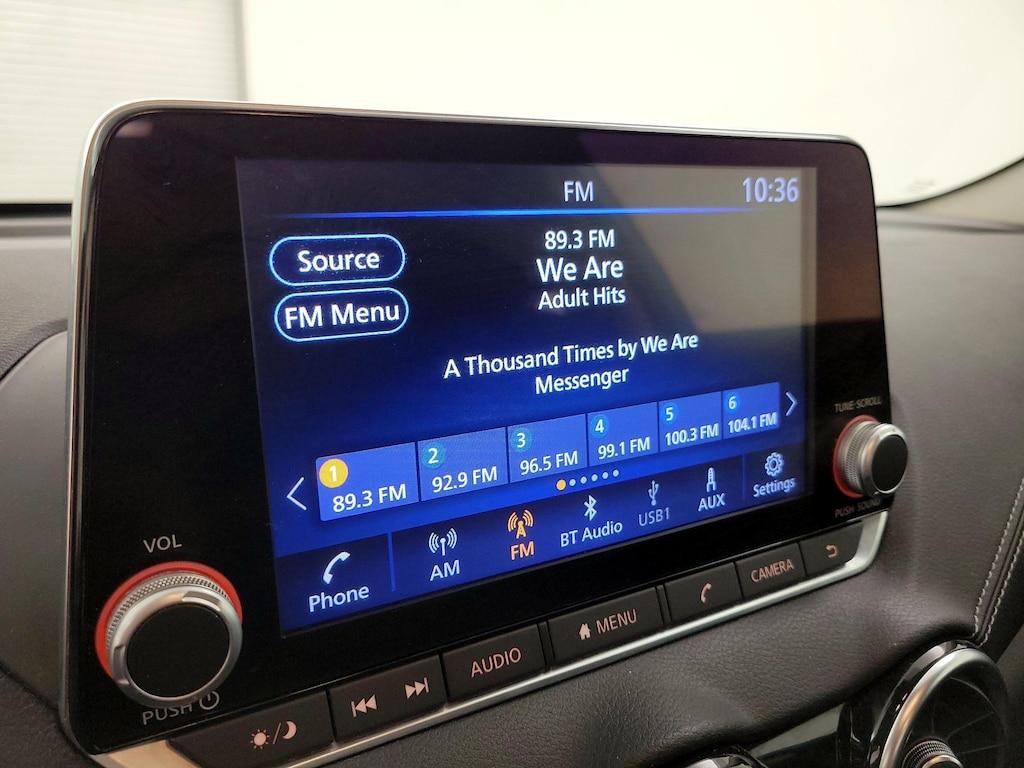 FM 10:36
Source
FM Menu
89.3 FM
We Are
Adult Hits
A Thousand Times by We Are
Messenger
1 2 3 4 5 6
89.3 FM 92.9 FM 96.5 FM 99.1 FM 100.3 FM 104.1 FM
Phone AM FM BT Audio USB1 AUX Settings
TUNE·SCROLL
PUSH SOUND
VOL
PUSH
AUDIO MENU CAMERA